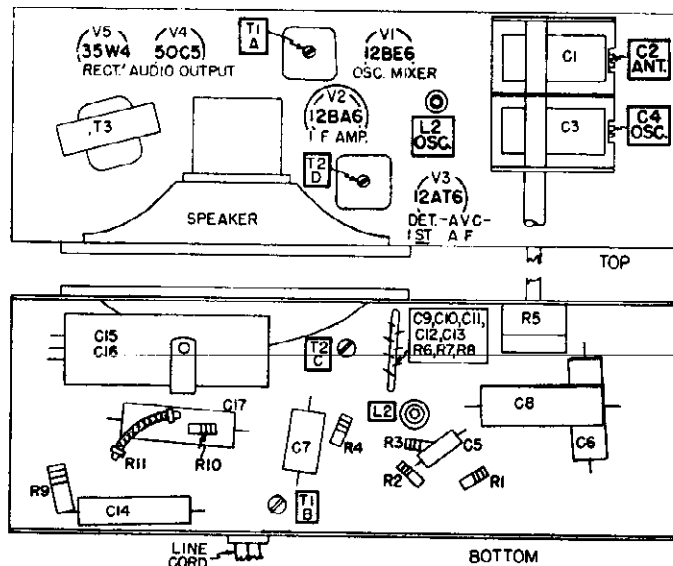 V5
35W4
RECT.
V4
50C5
AUDIO OUTPUT
T1
A
V1
12BE6
OSC. MIXER
C1
C2
ANT.
V2
12BA6
I F AMP.
L2
OSC.
C3
C4
OSC.
T3
T2
D
V3
12AT6
DET.-AVC-
1ST A F
SPEAKER
TOP
C15
C16
T2
C
C9,C10,C11,
C12,C13
R6,R7,R8
R5
C17
R11
R10
C7
R4
L2
R3
C5
R2
R1
C8
C6
R9
C14
T1
B
LINE
CORD
BOTTOM